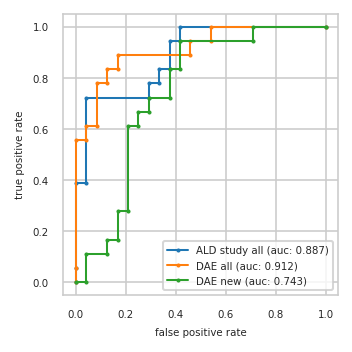 1.0
0.8
0.6
0.4
0.2
0.0
true positive rate
ALD study all (auc: 0.887)
DAE all (auc: 0.912)
DAE new (auc: 0.743)
0.0 0.2 0.4 0.6 0.8 1.0
false positive rate